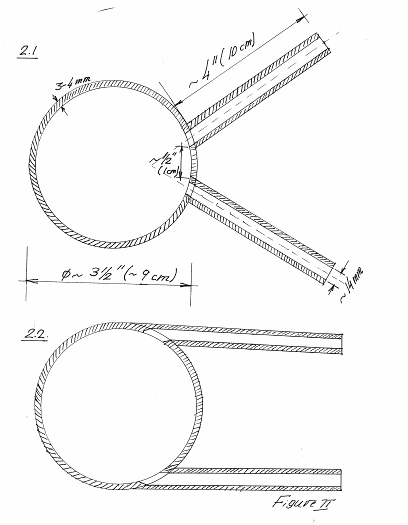 2.1
~ 4" (10 cm)
3-4 mm
~ 1/2"
(1cm)
~ 14 mm
φ ~ 3 1/2" (~ 9 cm)
2.2.
Figure II